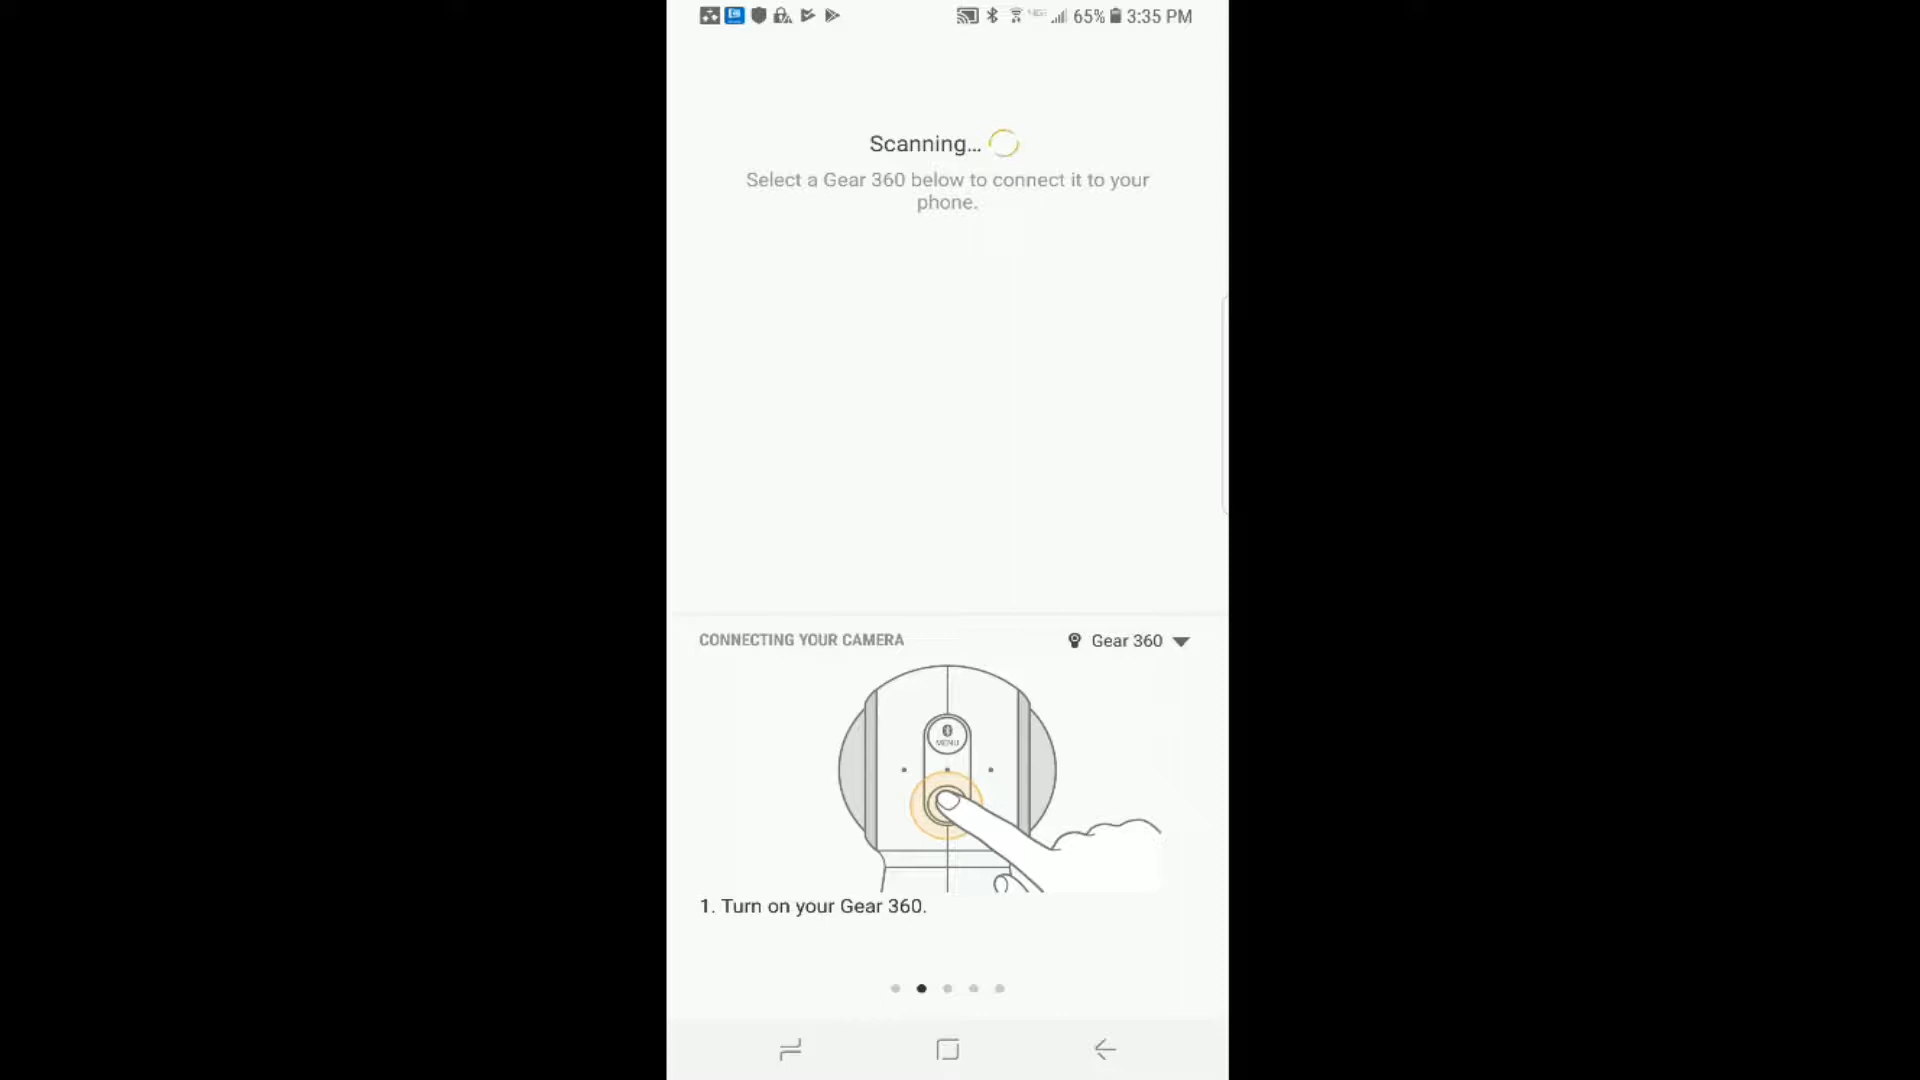 65% 3:35 PM
Scanning...
Select a Gear 360 below to connect it to your
phone.
CONNECTING YOUR CAMERA
Gear 360
MENU
1. Turn on your Gear 360.